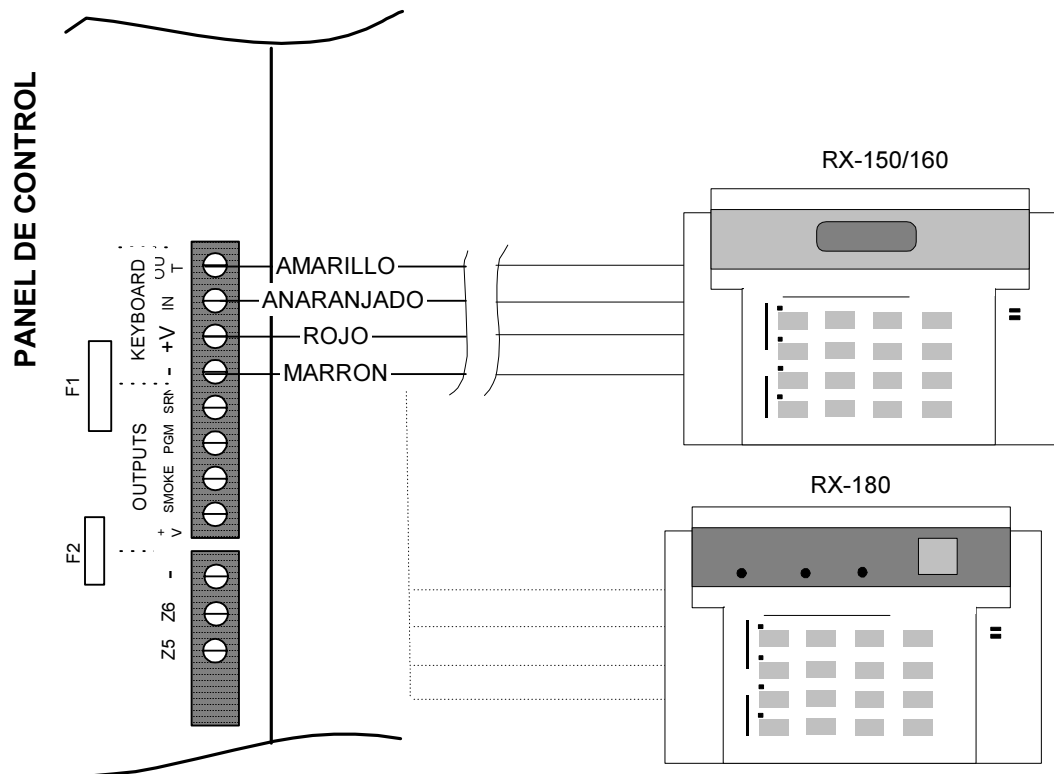 PANEL DE CONTROL
KEYBOARD
OUT
IN
+V
-
OUTPUTS
SRN
PGM
SMOKE
+V
-
Z6
Z5
F1
F2
AMARILLO
ANARANJADO
ROJO
MARRON
RX-150/160
RX-180